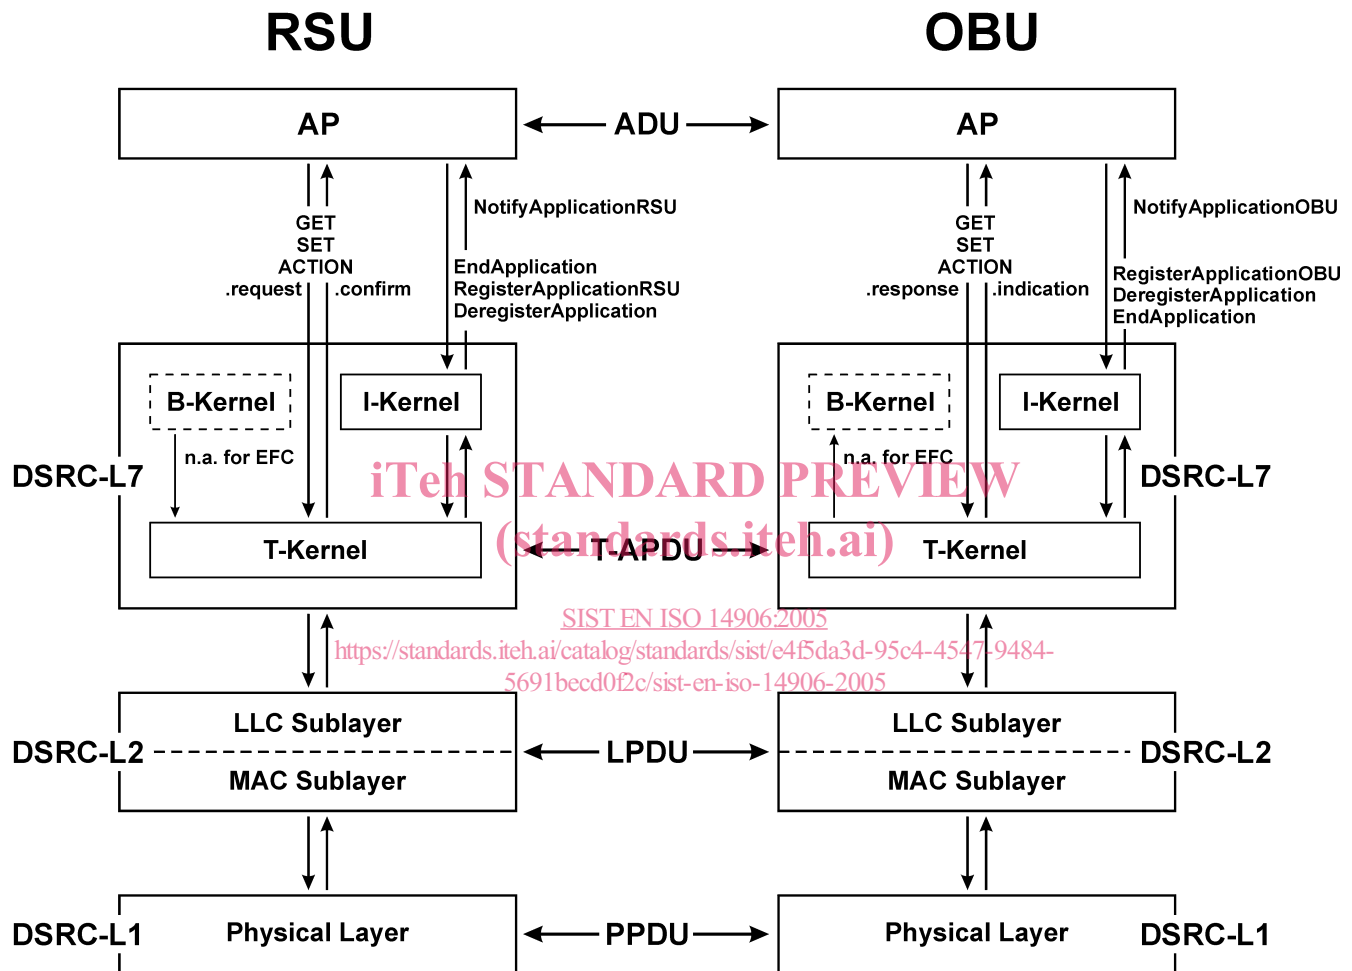 RSU
OBU
AP
ADU
AP
NotifyApplicationRSU
GET
SET
ACTION
.request
.confirm
EndApplication
RegisterApplicationRSU
DeregisterApplication
NotifyApplicationOBU
GET
SET
ACTION
.response
.indication
RegisterApplicationOBU
DeregisterApplication
EndApplication
B-Kernel
I-Kernel
B-Kernel
I-Kernel
n.a. for EFC
n.a. for EFC
DSRC-L7
DSRC-L7
iTeh STANDARD PREVIEW
(standards.iteh.ai)
T-Kernel
T-APDU
T-Kernel
SIST EN ISO 14906:2005
https://standards.iteh.ai/catalog/standards/sist/e4f5da3d-95c4-4547-9484-
5691becd0f2c/sist-en-iso-14906-2005
LLC Sublayer
LLC Sublayer
DSRC-L2
LPDU
DSRC-L2
MAC Sublayer
MAC Sublayer
DSRC-L1
Physical Layer
PPDU
Physical Layer
DSRC-L1